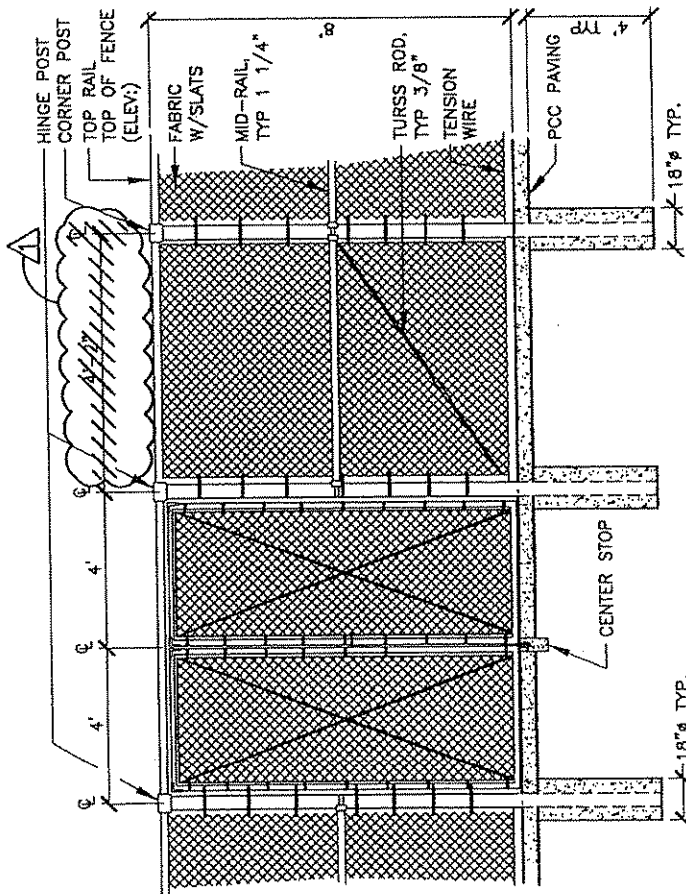 HINGE POST
CORNER POST
TOP RAIL
TOP OF FENCE
(ELEV:)
FABRIC
W/SLATS
MID-RAIL,
TYP 1 1/4"
TURSS ROD,
TYP 3/8"
TENSION
WIRE
PCC PAVING
8'
4' TYP
18"ø TYP.
1
℄
℄
4'
℄
4'
℄
CENTER STOP
18"ø TYP.